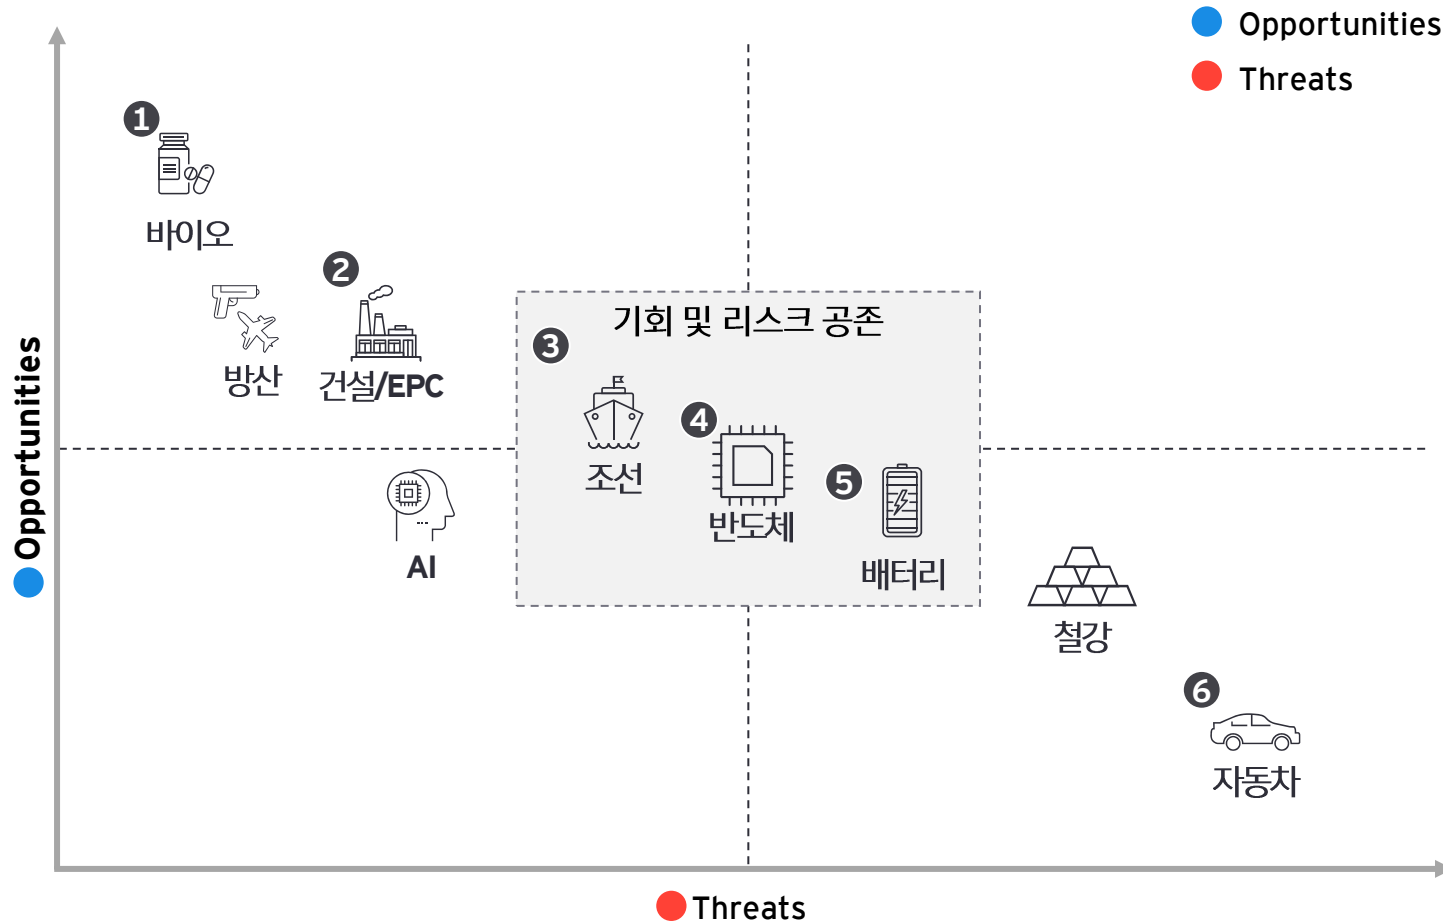 Opportunities
Threats
1
바이오
2
방산
건설/EPC
기회 및 리스크 공존
3
조선
4
반도체
5
배터리
AI
철강
6
자동차
Opportunities
Threats